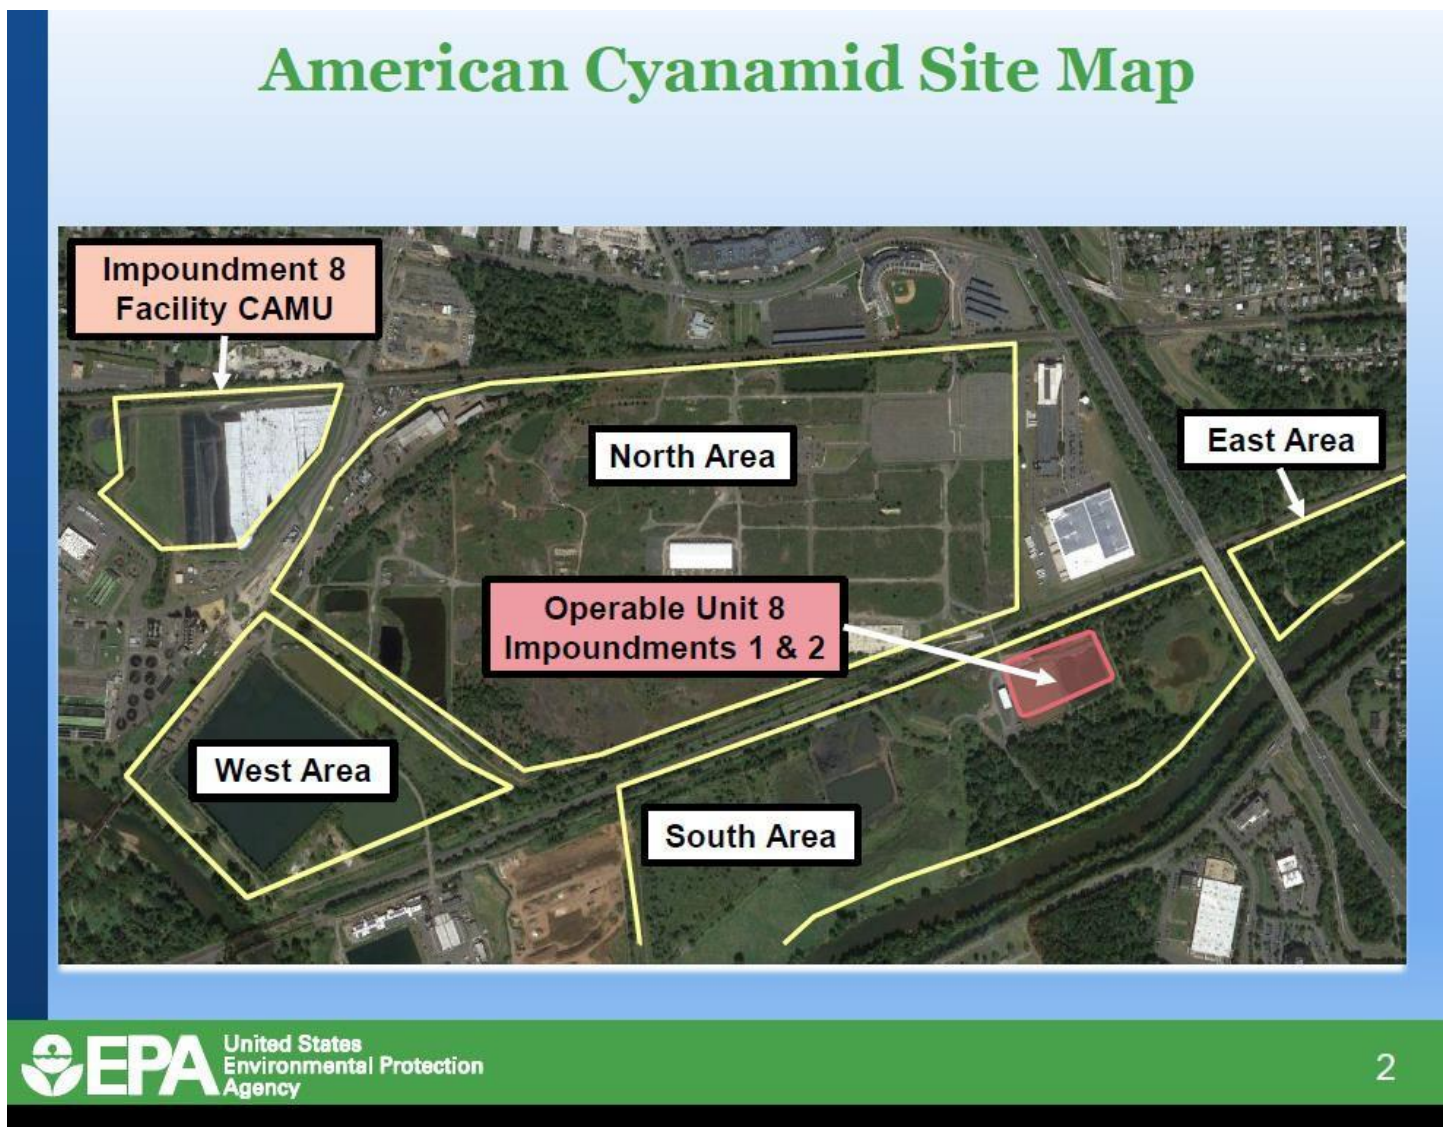 American Cyanamid Site Map
Impoundment 8
Facility CAMU
North Area
East Area
Operable Unit 8
Impoundments 1 & 2
West Area
South Area
EPA
United States
Environmental Protection
Agency
2